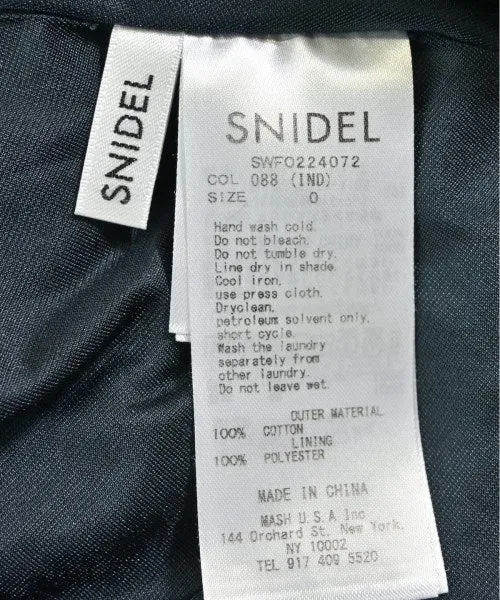 SNIDEL
SNIDEL
SWFO224072
COL 088 (IND)
SIZE 0
Hand wash cold.
Do not bleach.
Do not tumble dry.
Line dry in shade.
Cool iron.
use press cloth.
Dryclean.
petroleum solvent only.
short cycle.
Wash the laundry
separately from
other laundry.
Do not leave wet.
OUTER MATERIAL
100% COTTON
LINING
100% POLYESTER
MADE IN CHINA
MASH U.S.A Inc
144 Orchard St. New York.
NY 10002
TEL 917 409 5520